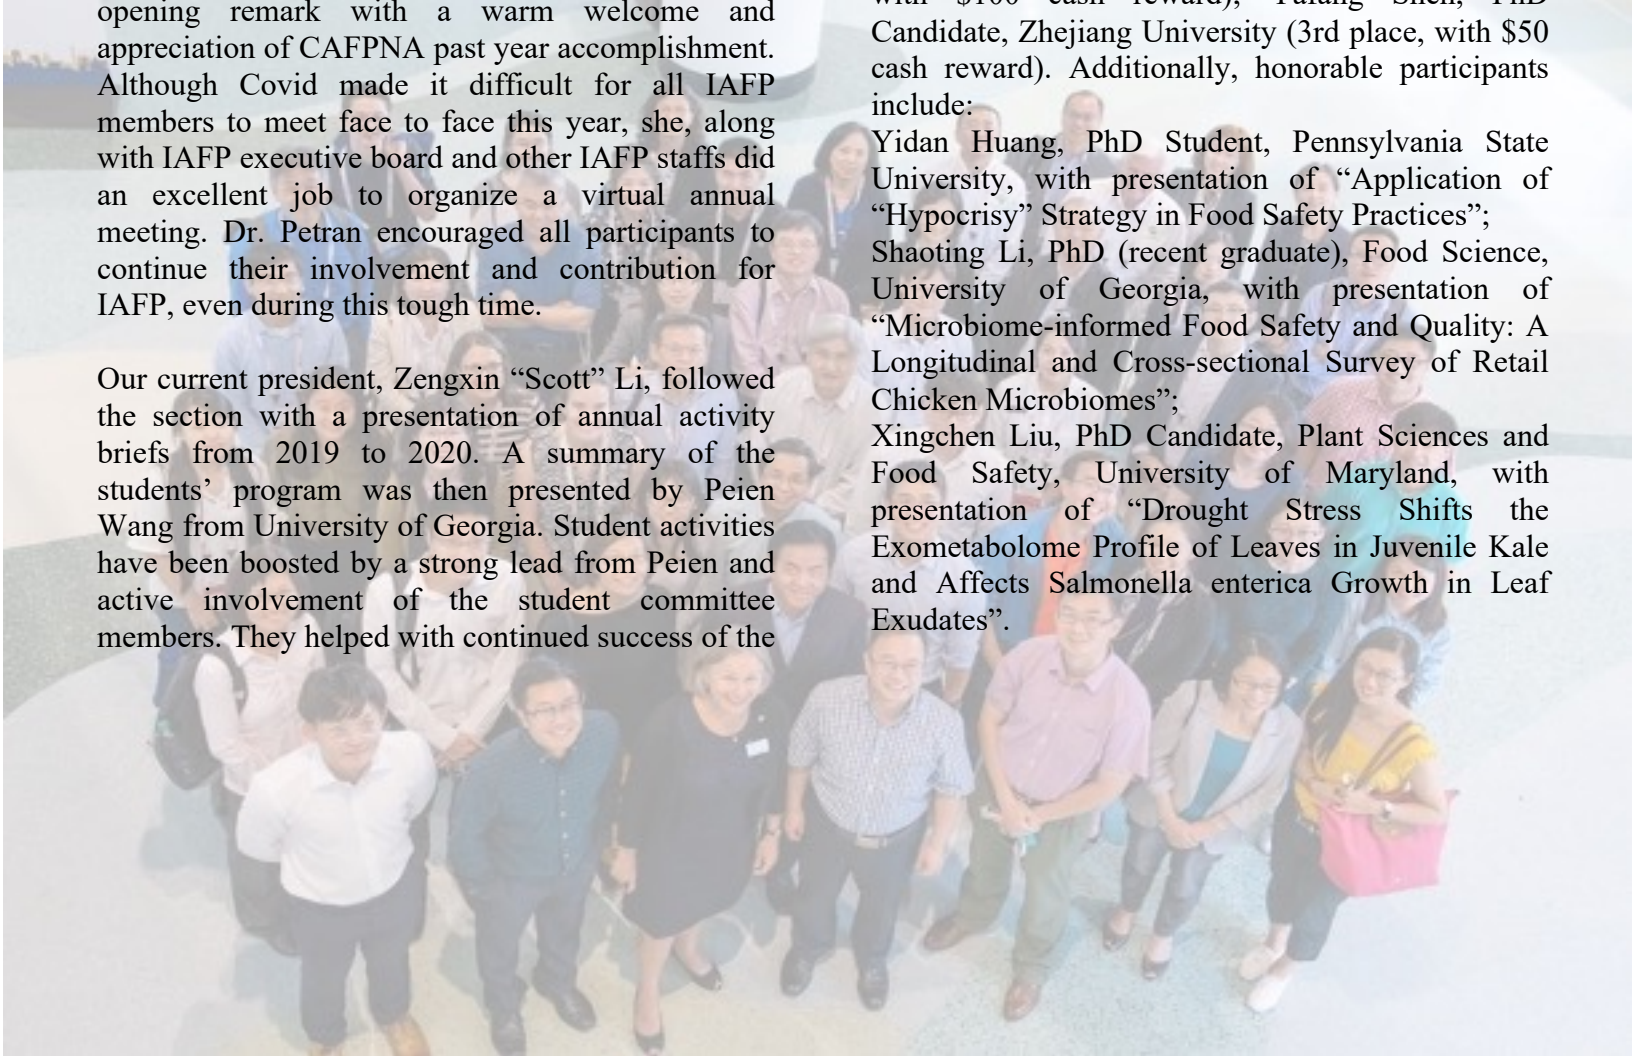 opening remark with a warm welcome and
appreciation of CAFPNA past year accomplishment.
Although Covid made it difficult for all IAFP
members to meet face to face this year, she, along
with IAFP executive board and other IAFP staffs did
an excellent job to organize a virtual annual
meeting. Dr. Petran encouraged all participants to
continue their involvement and contribution for
IAFP, even during this tough time.
Our current president, Zengxin “Scott” Li, followed
the section with a presentation of annual activity
briefs from 2019 to 2020. A summary of the
students’ program was then presented by Peien
Wang from University of Georgia. Student activities
have been boosted by a strong lead from Peien and
active involvement of the student committee
members. They helped with continued success of the
with $100 cash reward), Shen, PhD
Candidate, Zhejiang University (3rd place, with $50
cash reward). Additionally, honorable participants
include:
Yidan Huang, PhD Student, Pennsylvania State
University, with presentation of “Application of
“Hypocrisy” Strategy in Food Safety Practices”;
Shaoting Li, PhD (recent graduate), Food Science,
University of Georgia, with presentation of
“Microbiome-informed Food Safety and Quality: A
Longitudinal and Cross-sectional Survey of Retail
Chicken Microbiomes”;
Xingchen Liu, PhD Candidate, Plant Sciences and
Food Safety, University of Maryland, with
presentation of “Drought Stress Shifts the
Exometabolome Profile of Leaves in Juvenile Kale
and Affects Salmonella enterica Growth in Leaf
Exudates”.